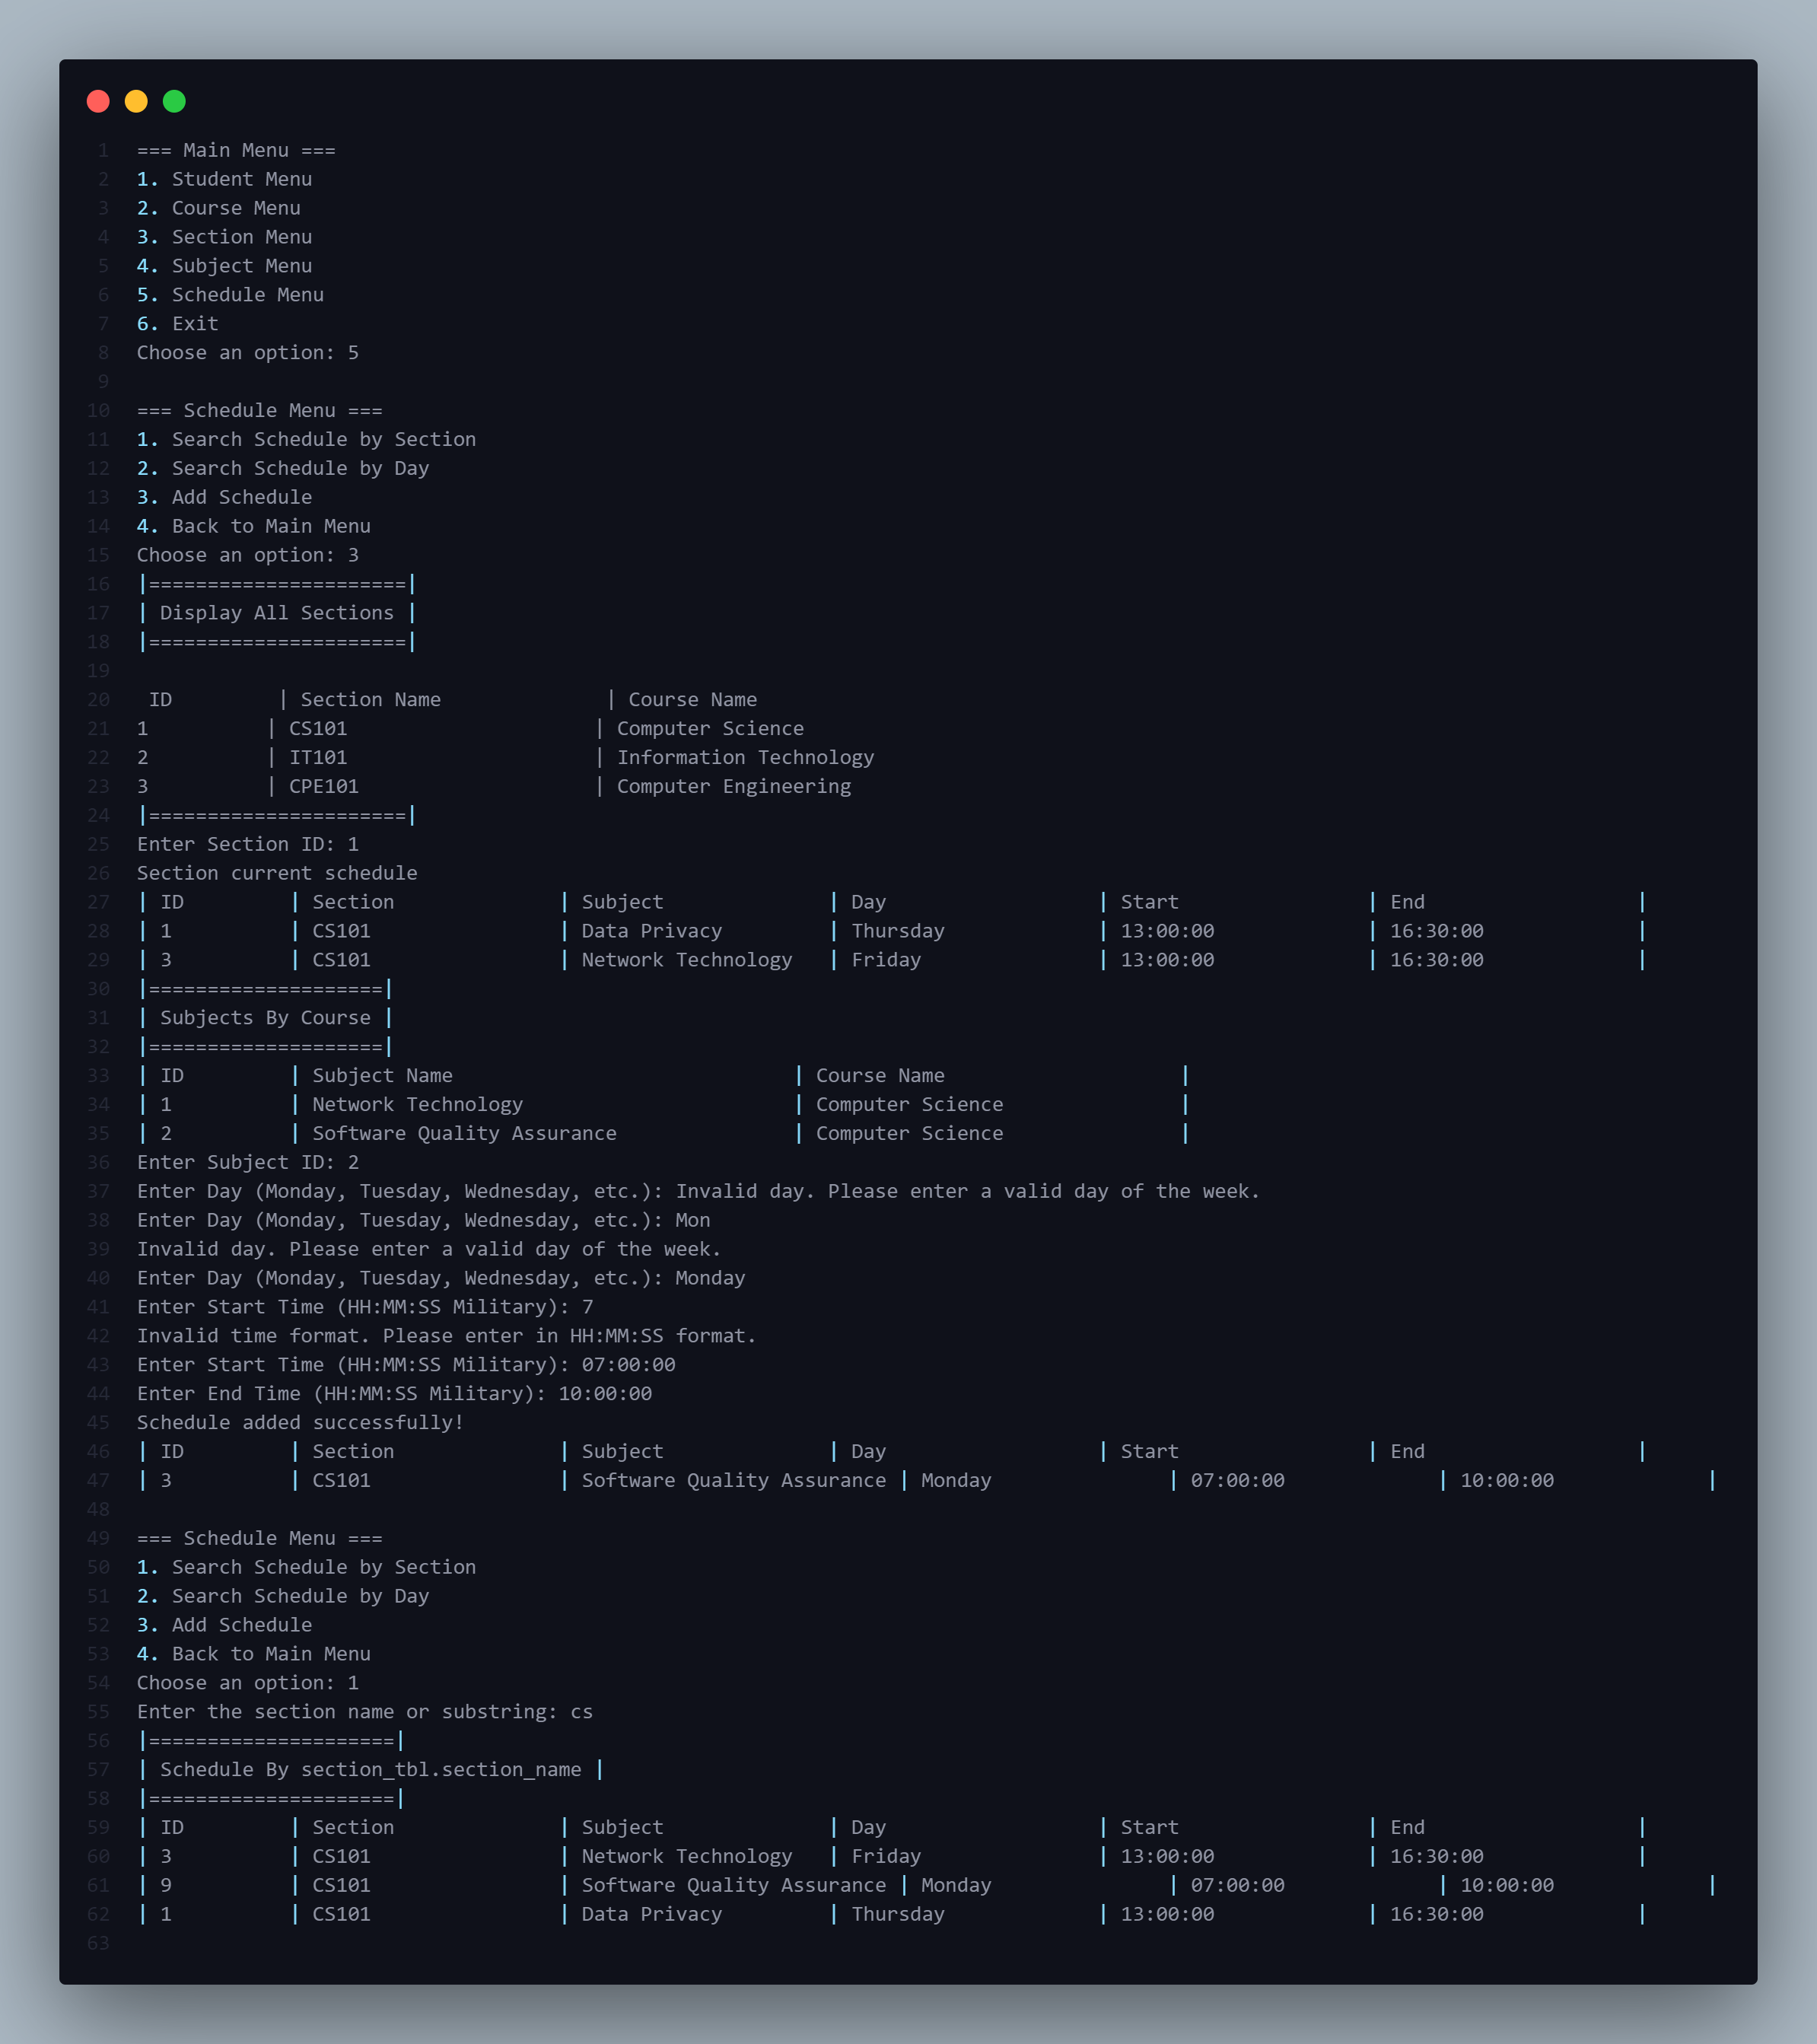 1 === Main Menu ===
2 1. Student Menu
3 2. Course Menu
4 3. Section Menu
5 4. Subject Menu
6 5. Schedule Menu
7 6. Exit
8 Choose an option: 5
9
10 === Schedule Menu ===
11 1. Search Schedule by Section
12 2. Search Schedule by Day
13 3. Add Schedule
14 4. Back to Main Menu
15 Choose an option: 3
16 |======================|
17 | Display All Sections |
18 |======================|
19
20  ID         | Section Name              | Course Name
21 1          | CS101                     | Computer Science
22 2          | IT101                     | Information Technology
23 3          | CPE101                    | Computer Engineering
24 |======================|
25 Enter Section ID: 1
26 Section current schedule
27 | ID         | Section              | Subject              | Day                  | Start                | End                  |
28 | 1          | CS101                | Data Privacy         | Thursday             | 13:00:00             | 16:30:00             |
29 | 3          | CS101                | Network Technology   | Friday               | 13:00:00             | 16:30:00             |
30 |====================|
31 | Subjects By Course |
32 |====================|
33 | ID         | Subject Name                             | Course Name                    |
34 | 1          | Network Technology                       | Computer Science               |
35 | 2          | Software Quality Assurance               | Computer Science               |
36 Enter Subject ID: 2
37 Enter Day (Monday, Tuesday, Wednesday, etc.): Invalid day. Please enter a valid day of the week.
38 Enter Day (Monday, Tuesday, Wednesday, etc.): Mon
39 Invalid day. Please enter a valid day of the week.
40 Enter Day (Monday, Tuesday, Wednesday, etc.): Monday
41 Enter Start Time (HH:MM:SS Military): 7
42 Invalid time format. Please enter in HH:MM:SS format.
43 Enter Start Time (HH:MM:SS Military): 07:00:00
44 Enter End Time (HH:MM:SS Military): 10:00:00
45 Schedule added successfully!
46 | ID         | Section              | Subject              | Day                  | Start                | End                  |
47 | 3          | CS101                | Software Quality Assurance | Monday               | 07:00:00             | 10:00:00             |
48
49 === Schedule Menu ===
50 1. Search Schedule by Section
51 2. Search Schedule by Day
52 3. Add Schedule
53 4. Back to Main Menu
54 Choose an option: 1
55 Enter the section name or substring: cs
56 |=====================|
57 | Schedule By section_tbl.section_name |
58 |=====================|
59 | ID         | Section              | Subject              | Day                  | Start                | End                  |
60 | 3          | CS101                | Network Technology   | Friday               | 13:00:00             | 16:30:00             |
61 | 9          | CS101                | Software Quality Assurance | Monday               | 07:00:00             | 10:00:00             |
62 | 1          | CS101                | Data Privacy         | Thursday             | 13:00:00             | 16:30:00             |
63